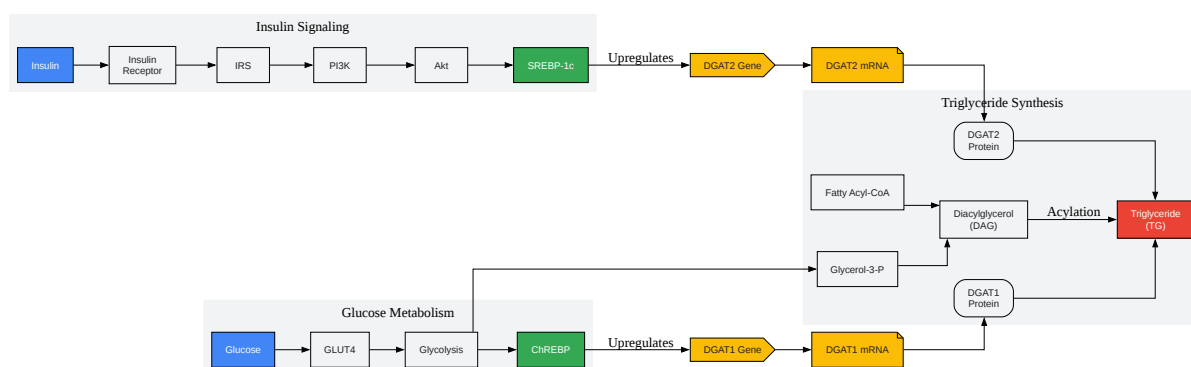 Insulin Signaling
Insulin
Insulin
Receptor
IRS
PI3K
Akt
SREBP-1c
Upregulates
DGAT2 Gene
DGAT2 mRNA
Triglyceride Synthesis
DGAT2
Protein
Fatty Acyl-CoA
Diacylglycerol
(DAG)
Acylation
Triglyceride
(TG)
Glycerol-3-P
DGAT1
Protein
Glucose Metabolism
Glucose
GLUT4
Glycolysis
ChREBP
Upregulates
DGAT1 Gene
DGAT1 mRNA